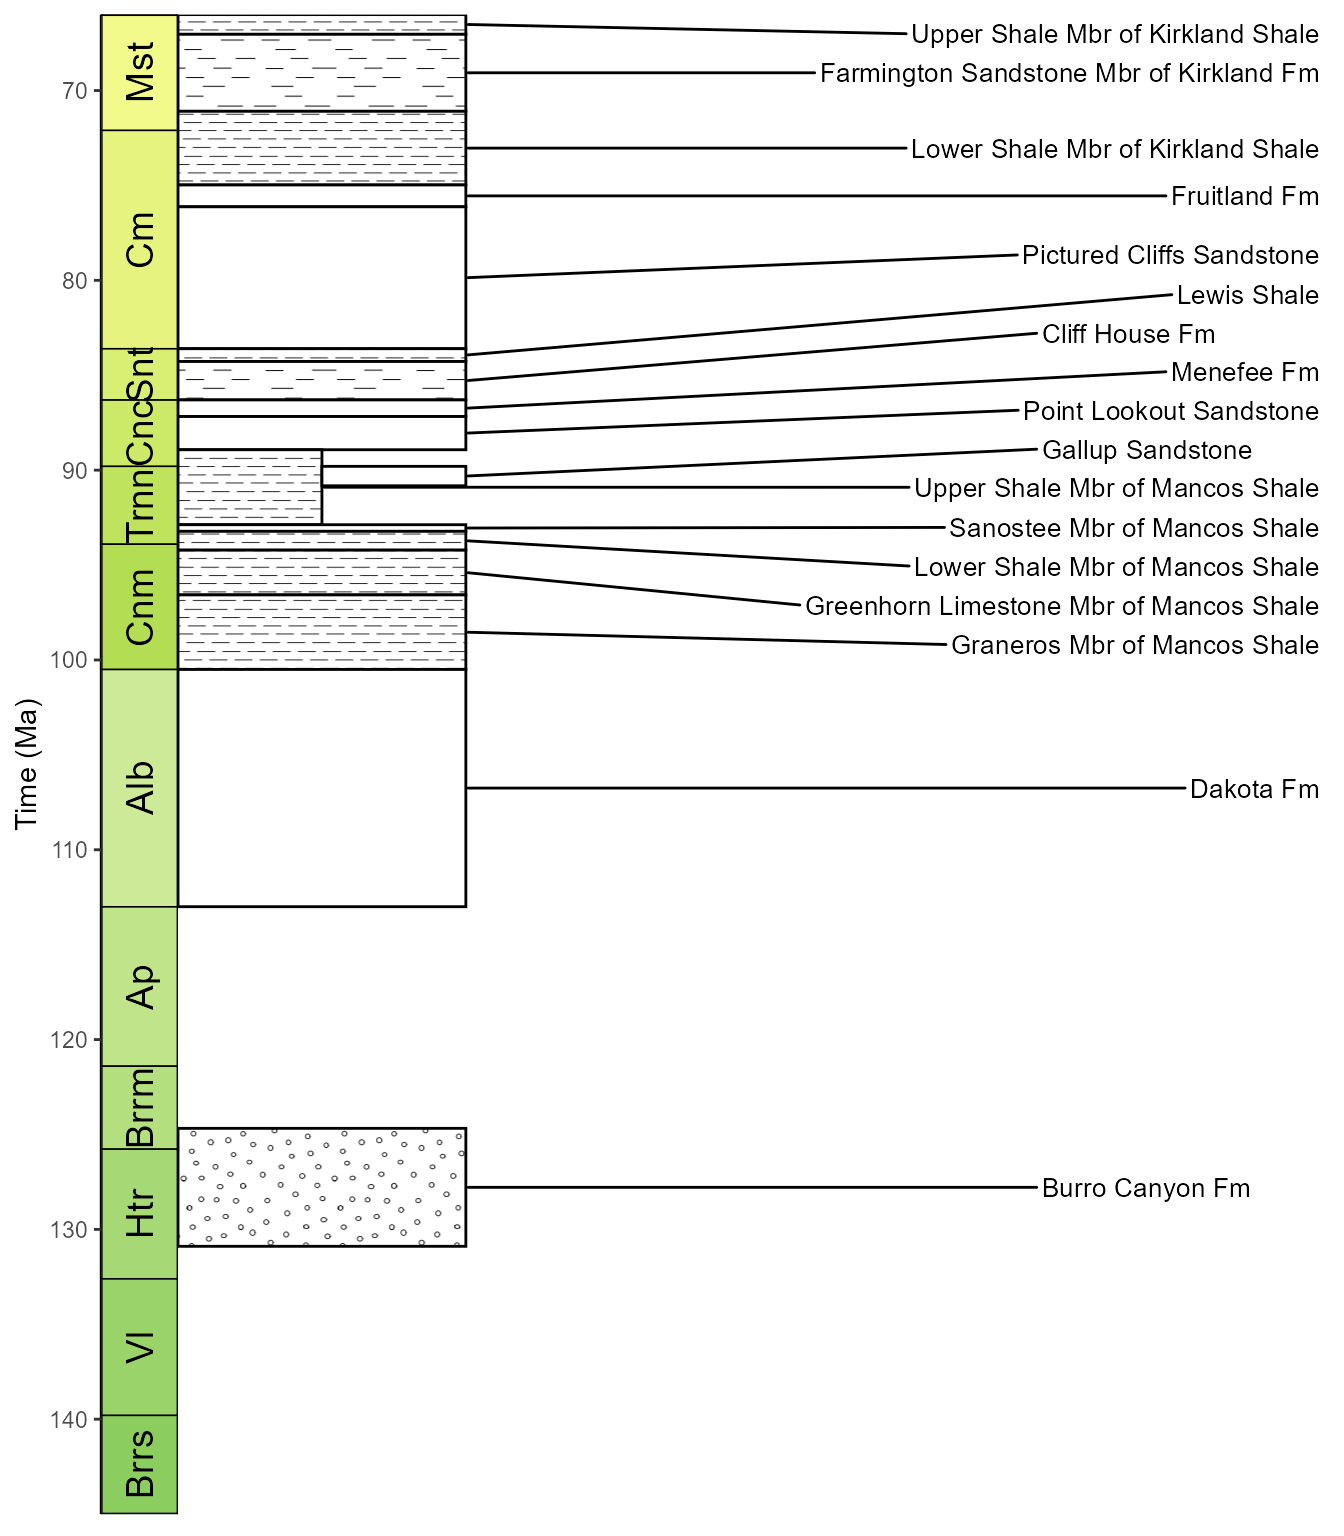 Time (Ma)
70
80
90
100
110
120
130
140
Mst
Cm
Snt
Cnc
Trnn
Cnm
Alb
Ap
Brrm
Htr
Vl
Brrs
Upper Shale Mbr of Kirkland Shale
Farmington Sandstone Mbr of Kirkland Fm
Lower Shale Mbr of Kirkland Shale
Fruitland Fm
Pictured Cliffs Sandstone
Lewis Shale
Cliff House Fm
Menefee Fm
Point Lookout Sandstone
Gallup Sandstone
Upper Shale Mbr of Mancos Shale
Sanostee Mbr of Mancos Shale
Lower Shale Mbr of Mancos Shale
Greenhorn Limestone Mbr of Mancos Shale
Graneros Mbr of Mancos Shale
Dakota Fm
Burro Canyon Fm